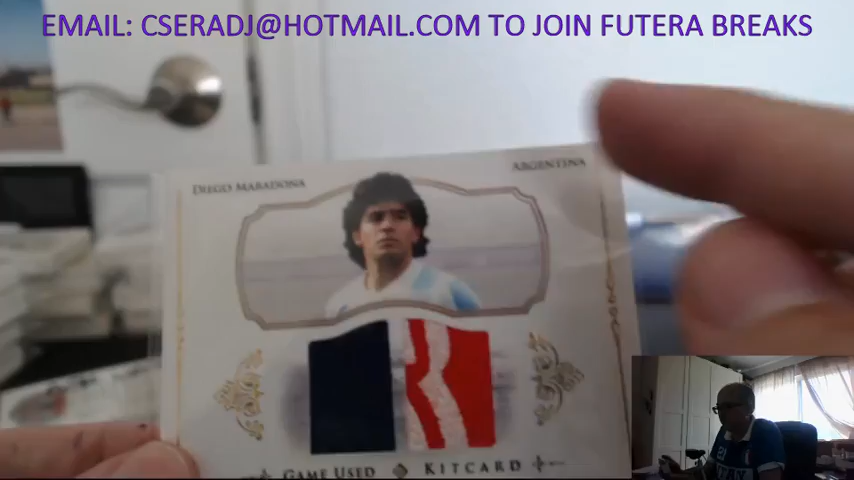 EMAIL: CSERADJ@HOTMAIL.COM TO JOIN FUTERA BREAKS
DIEGO MARADONA
ARGENTINA
GAME USED KITCARD